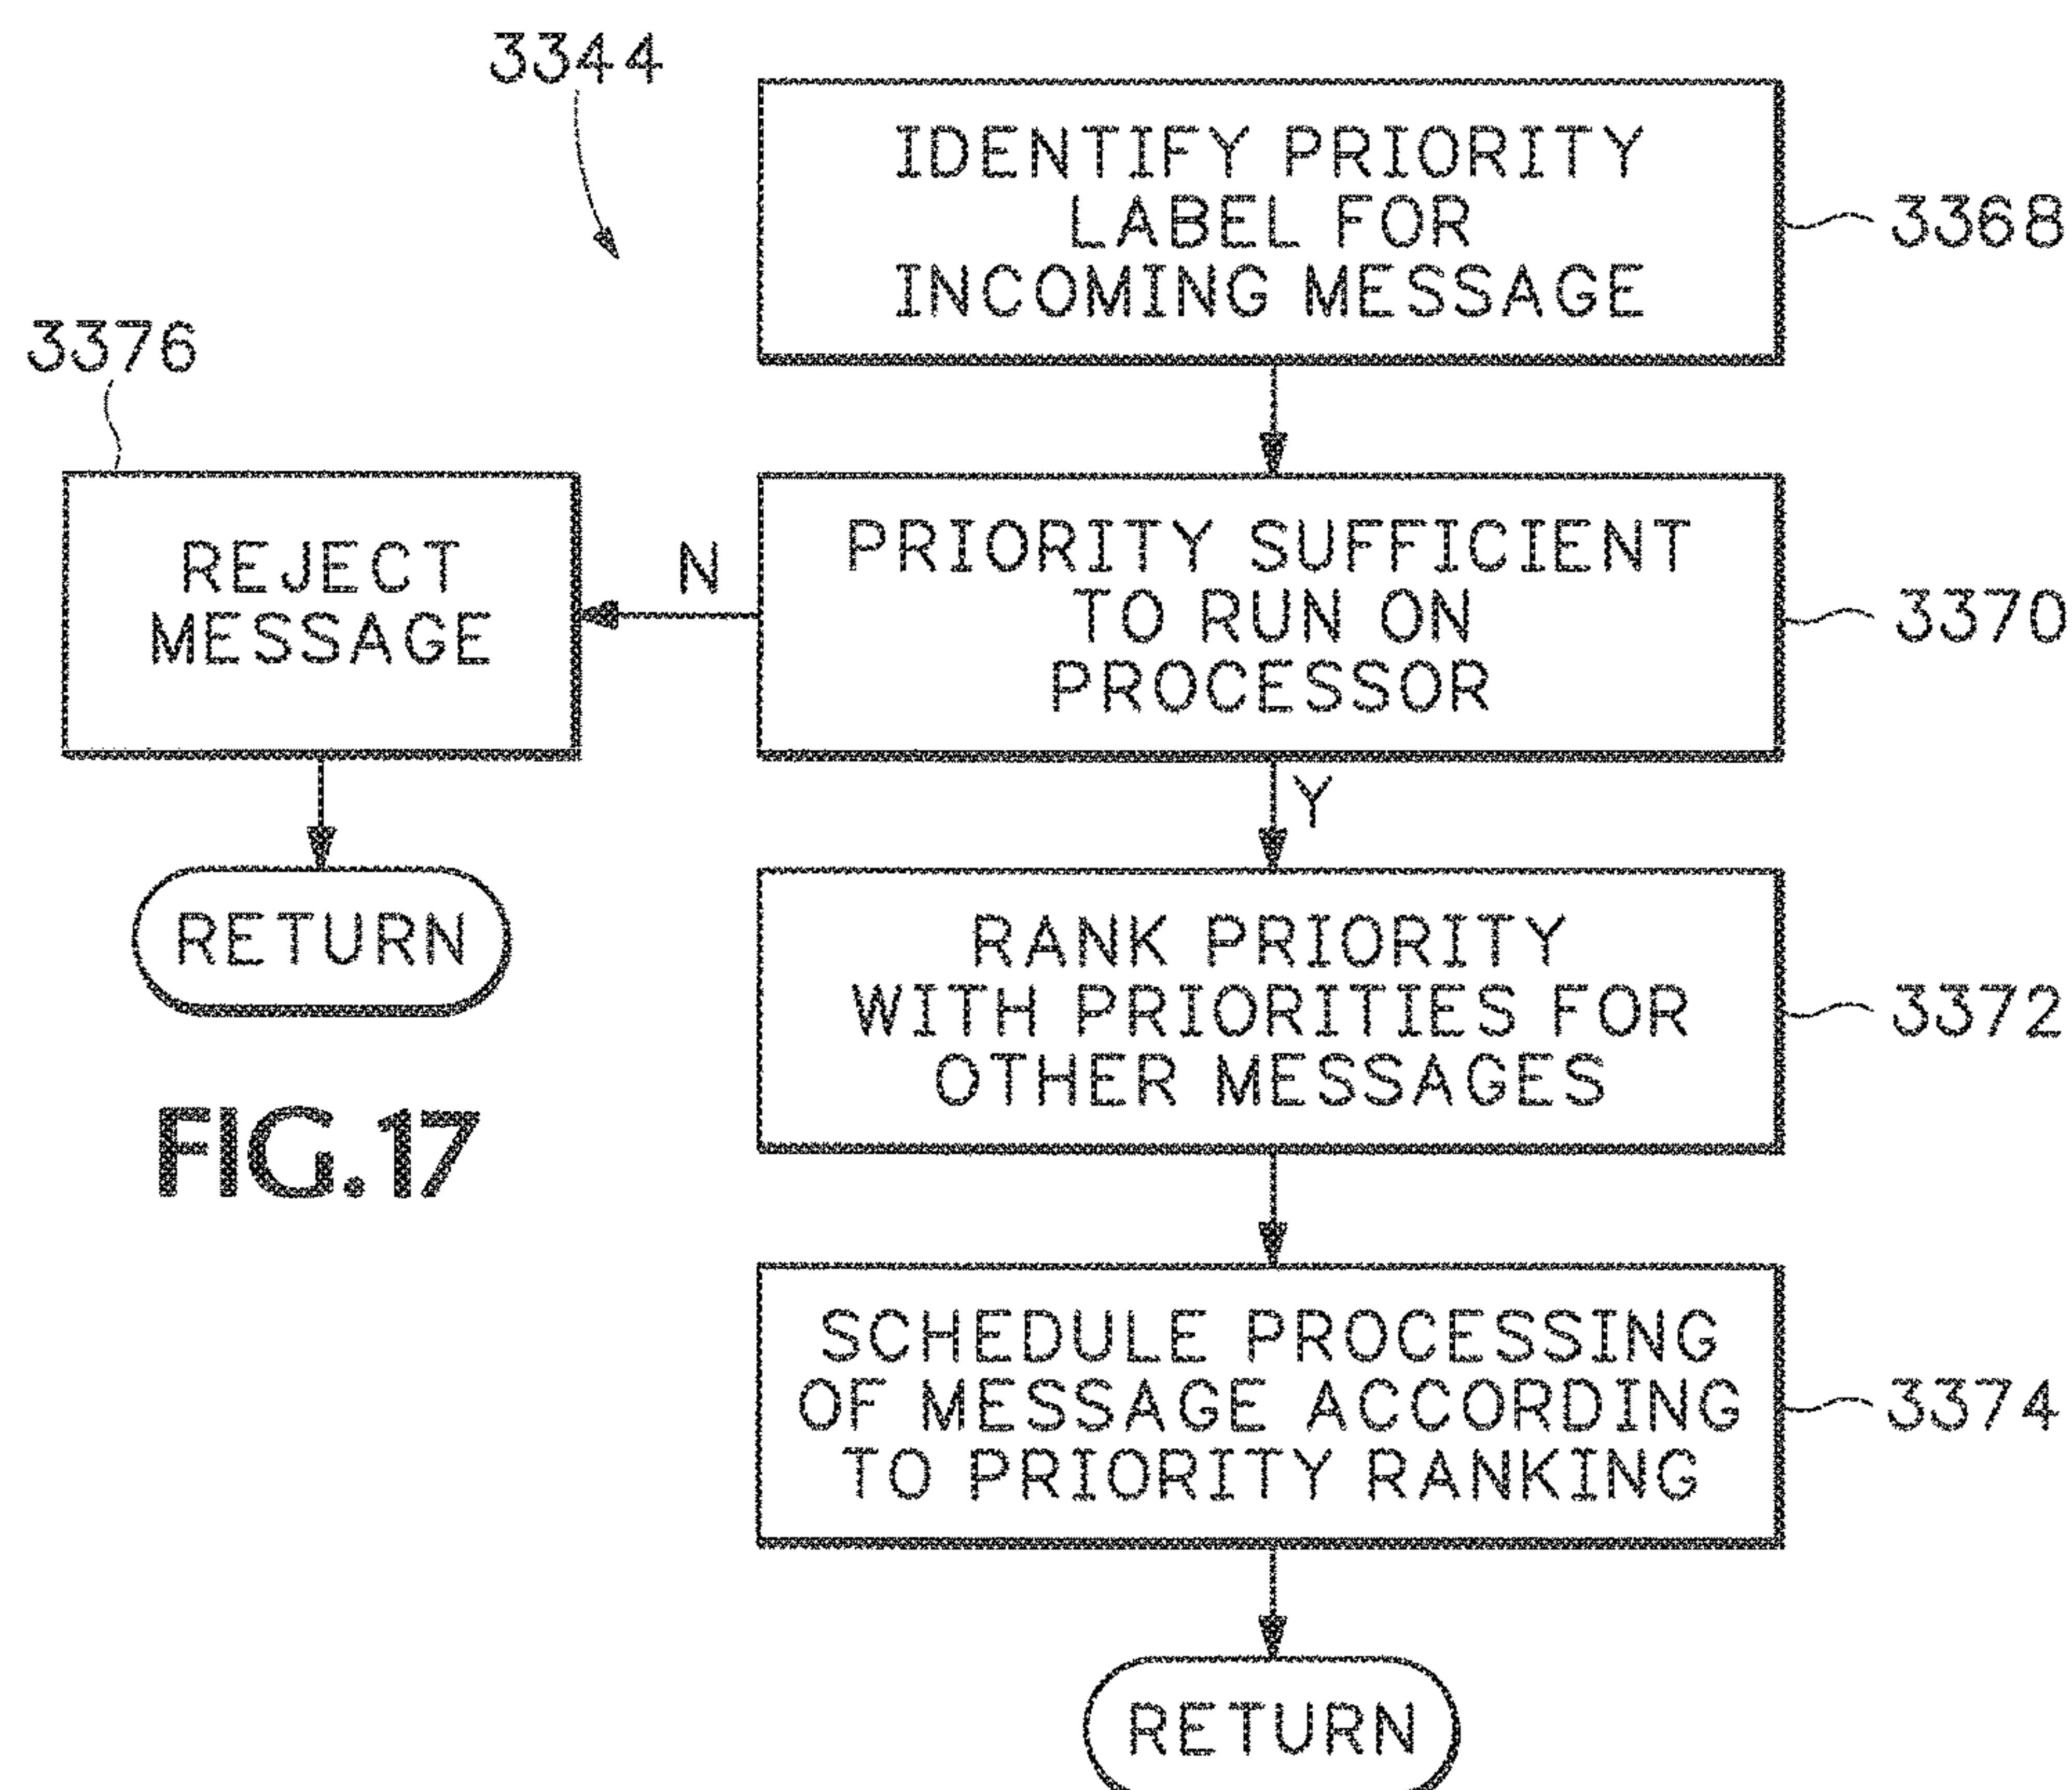 3344
IDENTIFY PRIORITY
LABEL FOR
INCOMING MESSAGE
3368
3376
REJECT
MESSAGE
N
PRIORITY SUFFICIENT
TO RUN ON
PROCESSOR
3370
Y
RETURN
RANK PRIORITY
WITH PRIORITIES FOR
OTHER MESSAGES
3372
FIG.17
SCHEDULE PROCESSING
OF MESSAGE ACCORDING
TO PRIORITY RANKING
3374
RETURN